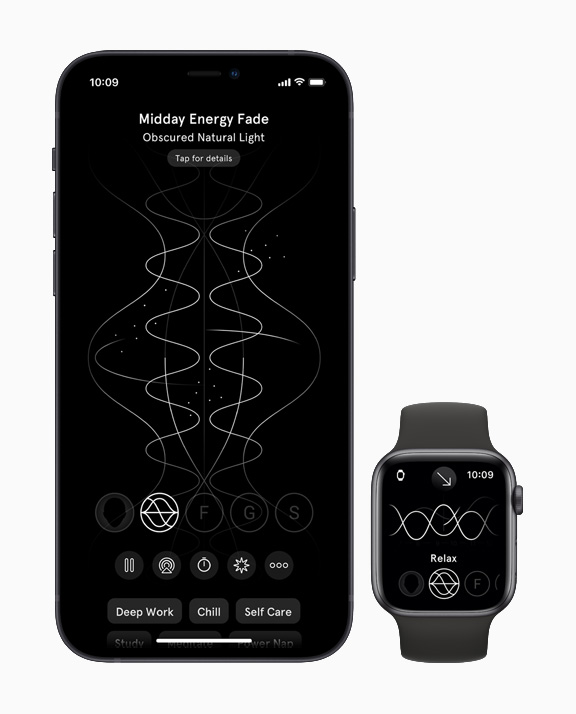 10:09
Midday Energy Fade
Obscured Natural Light
Tap for details
F G S
Deep Work Chill Self Care
Study Meditate Power Nap
10:09
Relax
F